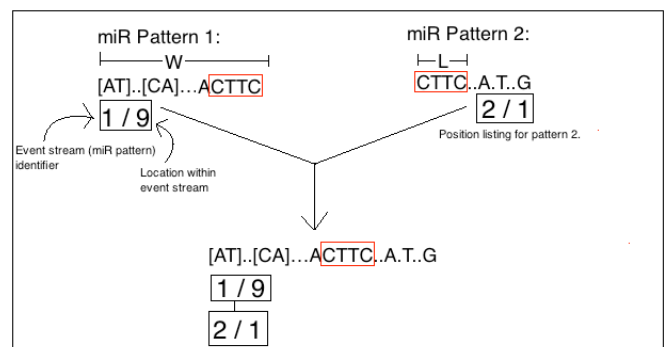 miR Pattern 1:
miR Pattern 2:
W
L
[AT]..[CA]...ACTTC
CTTC..A.T..G
1 / 9
2 / 1
Position listing for pattern 2.
Event stream (miR pattern)
identifier
Location within
event stream
[AT]..[CA]...ACTTC..A.T..G
1 / 9
2 / 1